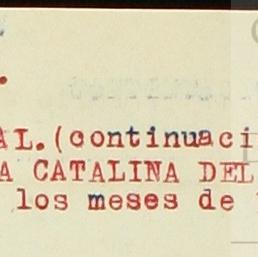 AL.(continuaci
A CATALINA DEL
los meses de